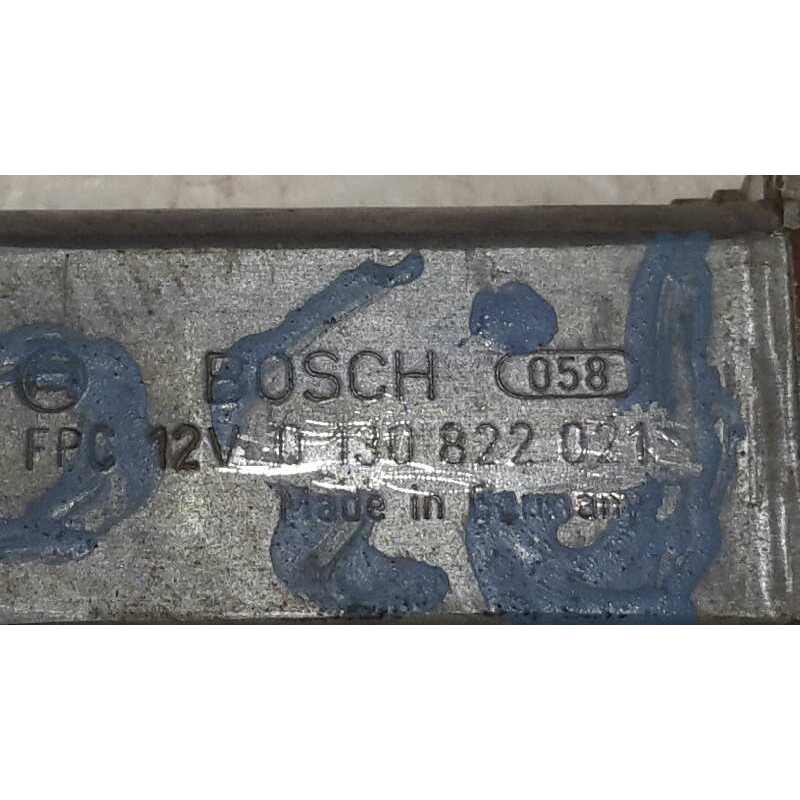 BOSCH 058
FPC 12V 0 130 822 021
Made in Germany